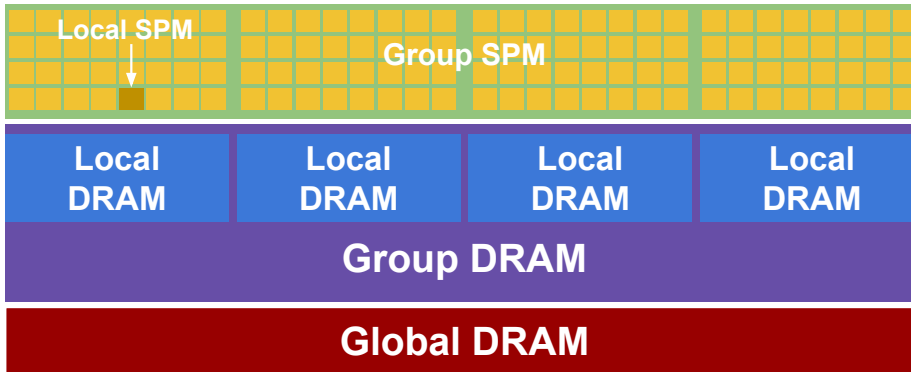 Local SPM
Group SPM
Local
DRAM
Local
DRAM
Local
DRAM
Local
DRAM
Group DRAM
Global DRAM